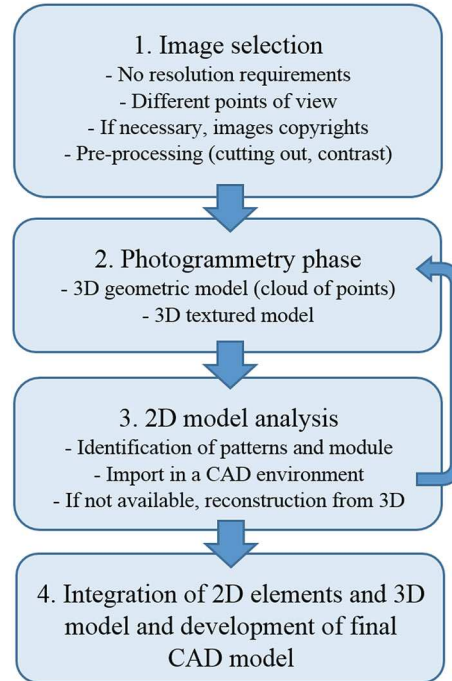 1. Image selection
- No resolution requirements
- Different points of view
- If necessary, images copyrights
- Pre-processing (cutting out, contrast)
2. Photogrammetry phase
- 3D geometric model (cloud of points)
- 3D textured model
3. 2D model analysis
- Identification of patterns and module
- Import in a CAD environment
- If not available, reconstruction from 3D
4. Integration of 2D elements and 3D
model and development of final
CAD model